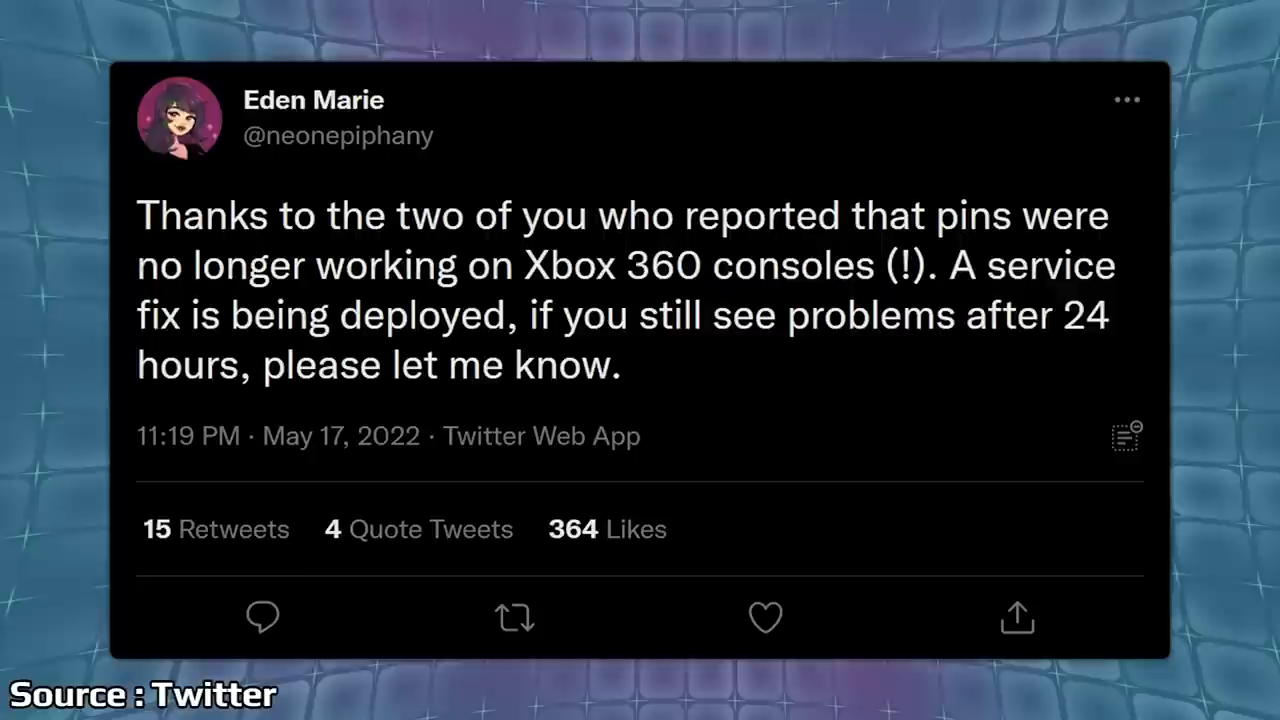 Eden Marie
@neonepiphany
Thanks to the two of you who reported that pins were
no longer working on Xbox 360 consoles (!). A service
fix is being deployed, if you still see problems after 24
hours, please let me know.
11:19 PM · May 17, 2022 · Twitter Web App
15 Retweets 4 Quote Tweets 364 Likes
Source : Twitter